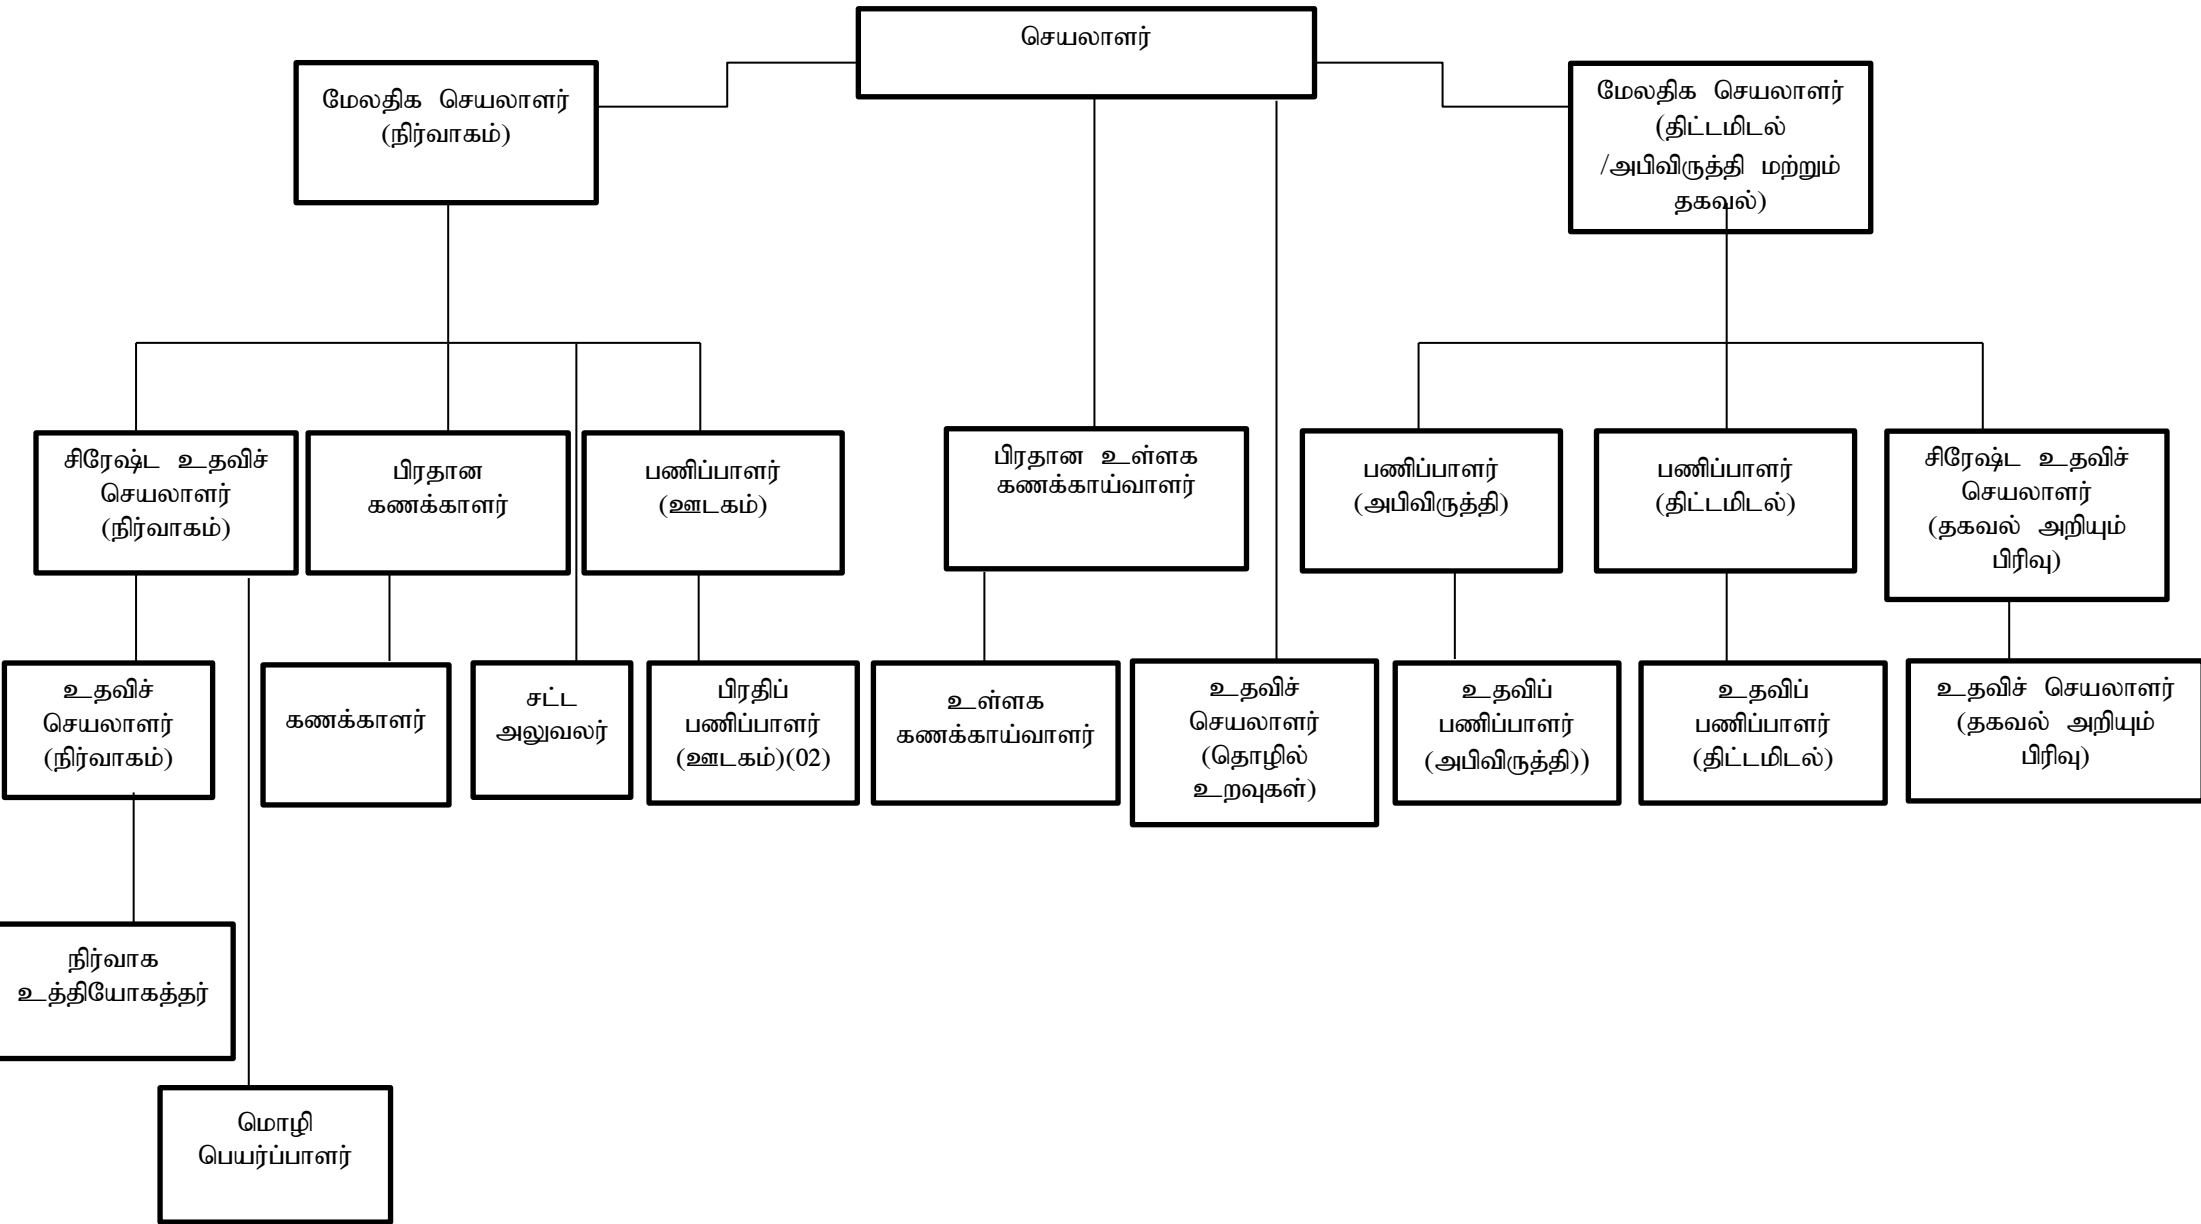 செயலாளர்
மேலதிக செயலாளர்
(நிர்வாகம்)
மேலதிக செயலாளர்
(திட்டமிடல்
/அபிவிருத்தி மற்றும்
தகவல்)
சிரேஷ்ட உதவிச்
செயலாளர்
(நிர்வாகம்)
பிரதான
கணக்காளர்
பணிப்பாளர்
(ஊடகம்)
பிரதான உள்ளக
கணக்காய்வாளர்
பணிப்பாளர்
(அபிவிருத்தி)
பணிப்பாளர்
(திட்டமிடல்)
சிரேஷ்ட உதவிச்
செயலாளர்
(தகவல் அறியும்
பிரிவு)
உதவிச்
செயலாளர்
(நிர்வாகம்)
கணக்காளர்
சட்ட
அலுவலர்
பிரதிப்
பணிப்பாளர்
(ஊடகம்)(02)
உள்ளக
கணக்காய்வாளர்
உதவிச்
செயலாளர்
(தொழில்
உறவுகள்)
உதவிப்
பணிப்பாளர்
(அபிவிருத்தி))
உதவிப்
பணிப்பாளர்
(திட்டமிடல்)
உதவிச் செயலாளர்
(தகவல் அறியும்
பிரிவு)
நிர்வாக
உத்தியோகத்தர்
மொழி
பெயர்ப்பாளர்